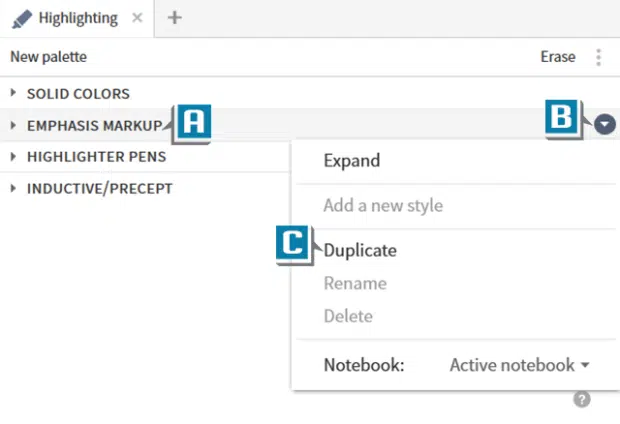 Highlighting × +
New palette Erase
SOLID COLORS
EMPHASIS MARKUP A B
HIGHLIGHTER PENS
Expand
INDUCTIVE/PRECEPT
Add a new style
C Duplicate
Rename
Delete
Notebook: Active notebook
?